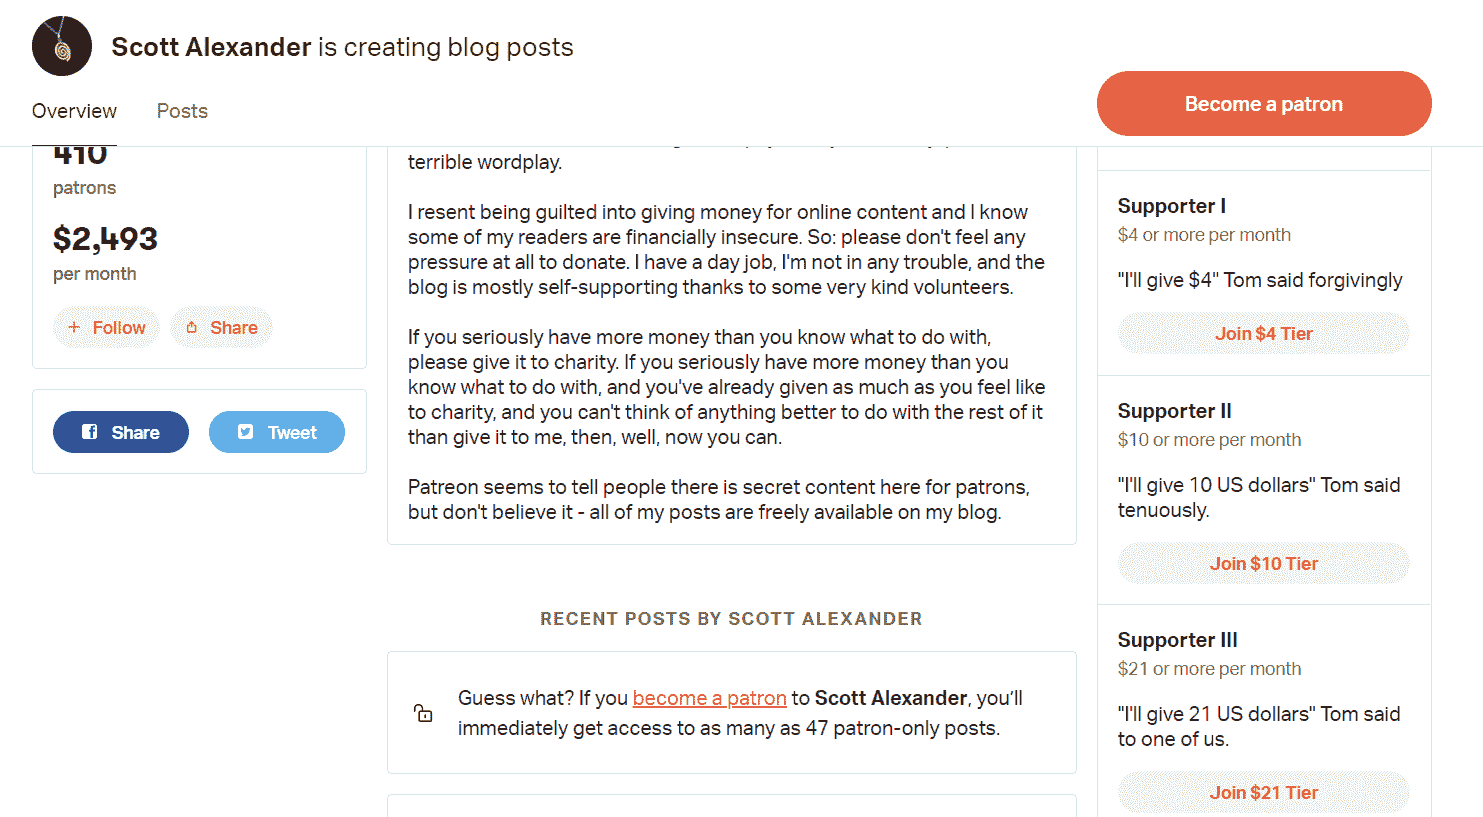 Scott Alexander is creating blog posts
Overview
Posts
Become a patron
410
patrons
$2,493
per month
Follow
Share
Share
Tweet
terrible wordplay.
I resent being guilted into giving money for online content and I know
some of my readers are financially insecure. So: please don't feel any
pressure at all to donate. I have a day job, I'm not in any trouble, and the
blog is mostly self-supporting thanks to some very kind volunteers.
If you seriously have more money than you know what to do with,
please give it to charity. If you seriously have more money than you
know what to do with, and you've already given as much as you feel like
to charity, and you can't think of anything better to do with the rest of it
than give it to me, then, well, now you can.
Patreon seems to tell people there is secret content here for patrons,
but don't believe it - all of my posts are freely available on my blog.
RECENT POSTS BY SCOTT ALEXANDER
Guess what? If you become a patron to Scott Alexander, you’ll
immediately get access to as many as 47 patron-only posts.
Supporter I
$4 or more per month
"I'll give $4" Tom said forgivingly
Join $4 Tier
Supporter II
$10 or more per month
"I'll give 10 US dollars" Tom said
tenuously.
Join $10 Tier
Supporter III
$21 or more per month
"I'll give 21 US dollars" Tom said
to one of us.
Join $21 Tier